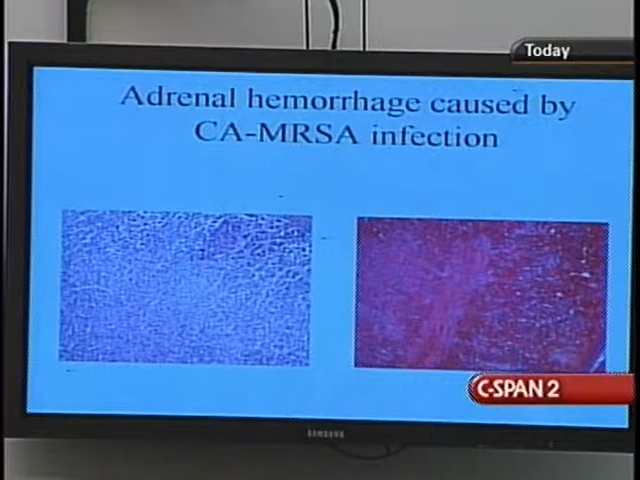 Today
Adrenal hemorrhage caused by
CA-MRSA infection
C-SPAN 2
SAMSUNG